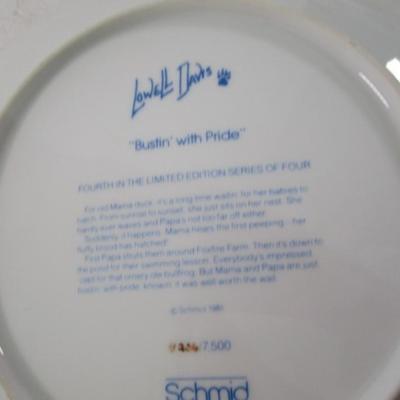 Lowell Davis
"Bustin' with Pride"
FOURTH IN THE LIMITED EDITION SERIES OF FOUR
For old Mama duck, it's a long time waitin' for her babies to
hatch. From sunrise to sunset, she just sits on her nest. She
hardly ever leaves and Papa's not too far off either.
Suddenly it happens. Mama hears the first peeping... her
fluffy brood has hatched!
First Papa struts them around Foxfire Farm. Then it's down to
the pond for their swimming lesson. Everybody's impressed,
'cept for that ornery ole bullfrog. But Mama and Papa are just
bustin' with pride, knowin' it was well worth the wait.
© Schmid
/7,500
Schmid